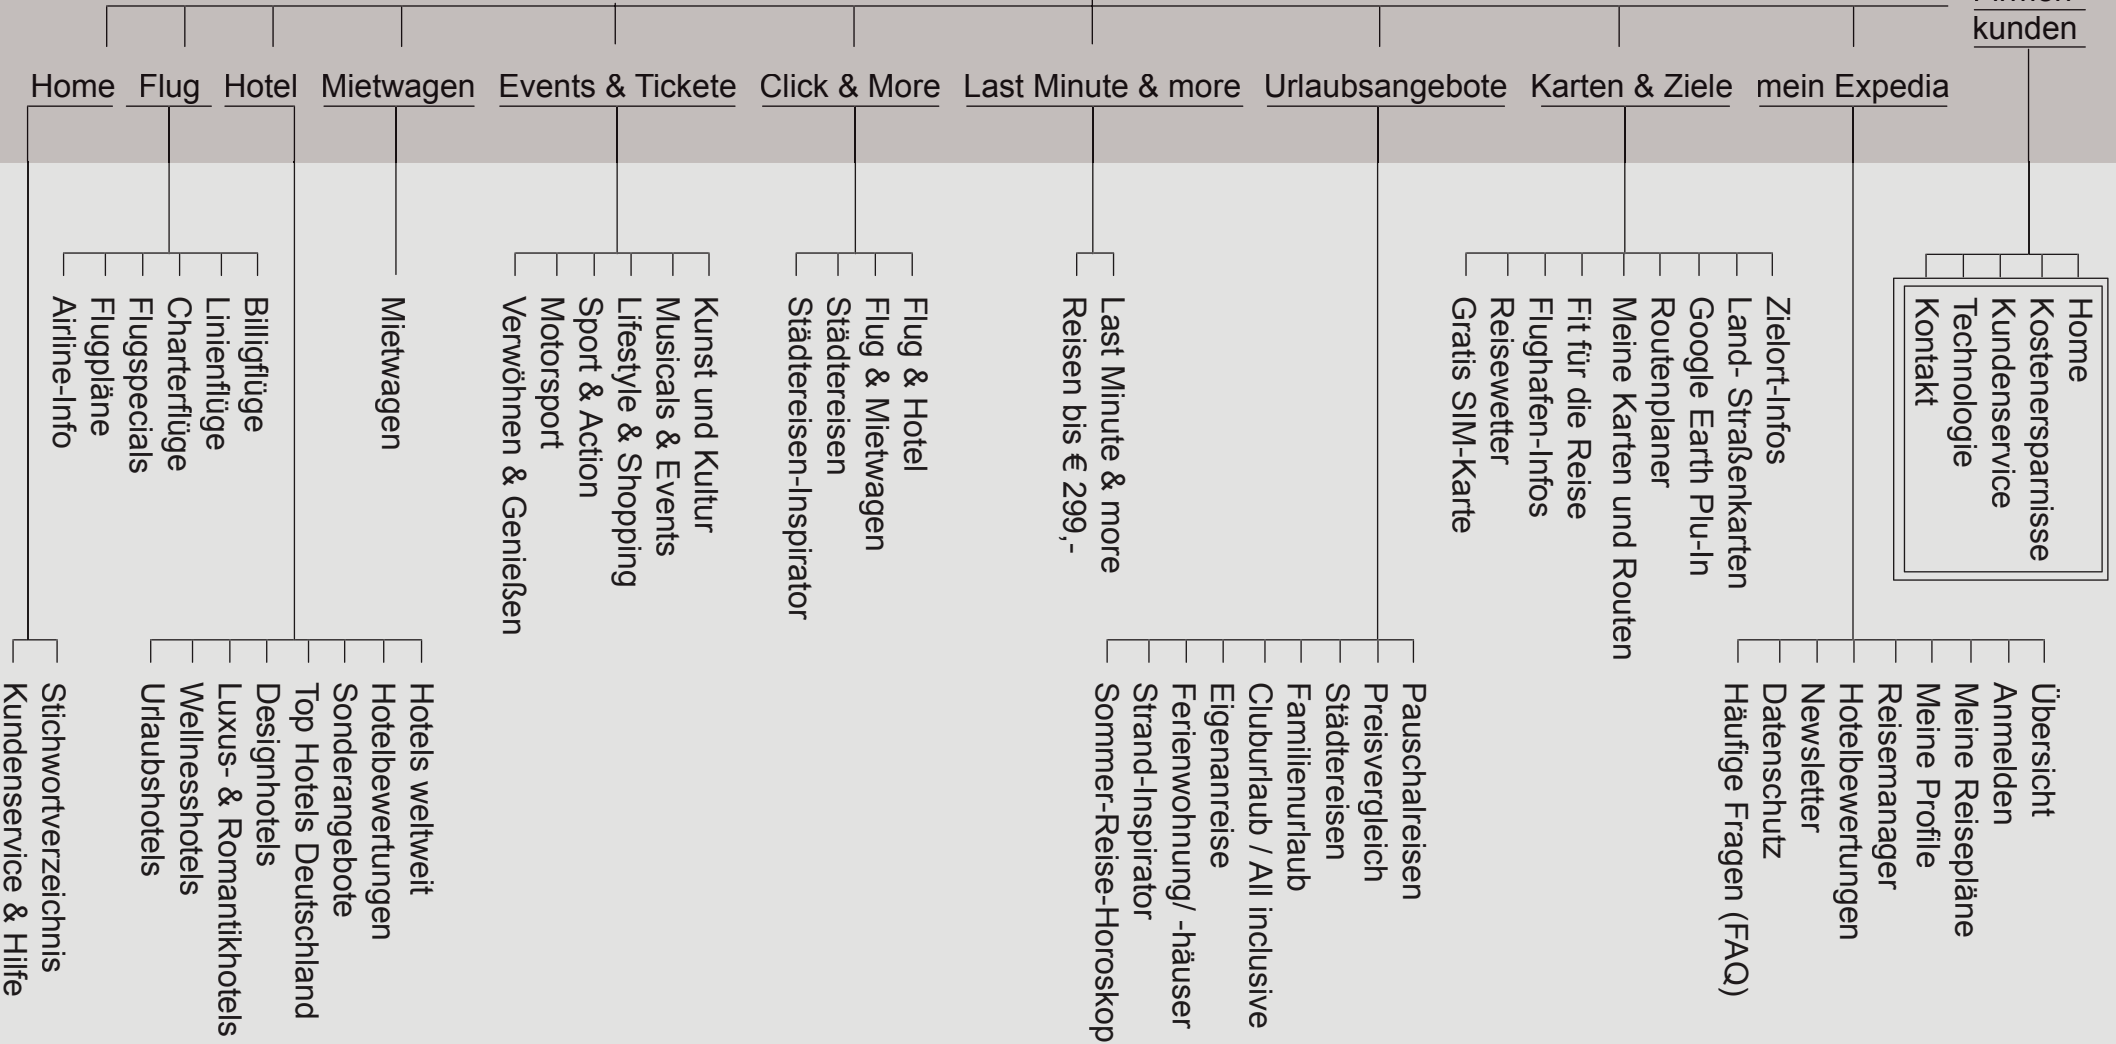 kunden
Home
Flug
Hotel
Mietwagen
Events & Tickete
Click & More
Last Minute & more
Urlaubsangebote
Karten & Ziele
mein Expedia
Billigflüge
Linienflüge
Charterflüge
Flugspecials
Flugpläne
Airline-Info
Mietwagen
Kunst und Kultur
Musicals & Events
Lifestyle & Shopping
Sport & Action
Motorsport
Verwöhnen & Genießen
Flug & Hotel
Flug & Mietwagen
Städtereisen
Städtereisen-Inspirator
Last Minute & more
Reisen bis € 299,-
Zielort-Infos
Land- Straßenkarten
Google Earth Plu-In
Routenplaner
Meine Karten und Routen
Fit für die Reise
Flughafen-Infos
Reisewetter
Gratis SIM-Karte
Home
Kostenersparnisse
Kundenservice
Technologie
Kontakt
Stichwortverzeichnis
Kundenservice & Hilfe
Hotels weltweit
Hotelbewertungen
Sonderangebote
Top Hotels Deutschland
Designhotels
Luxus- & Romantikhotels
Wellnesshotels
Urlaubshotels
Pauschalreisen
Preisvergleich
Städtereisen
Familienurlaub
Cluburlaub / All inclusive
Eigenanreise
Ferienwohnung/ -häuser
Strand-Inspirator
Sommer-Reise-Horoskop
Übersicht
Anmelden
Meine Reisepläne
Meine Profile
Reisemanager
Hotelbewertungen
Newsletter
Datenschutz
Häufige Fragen (FAQ)